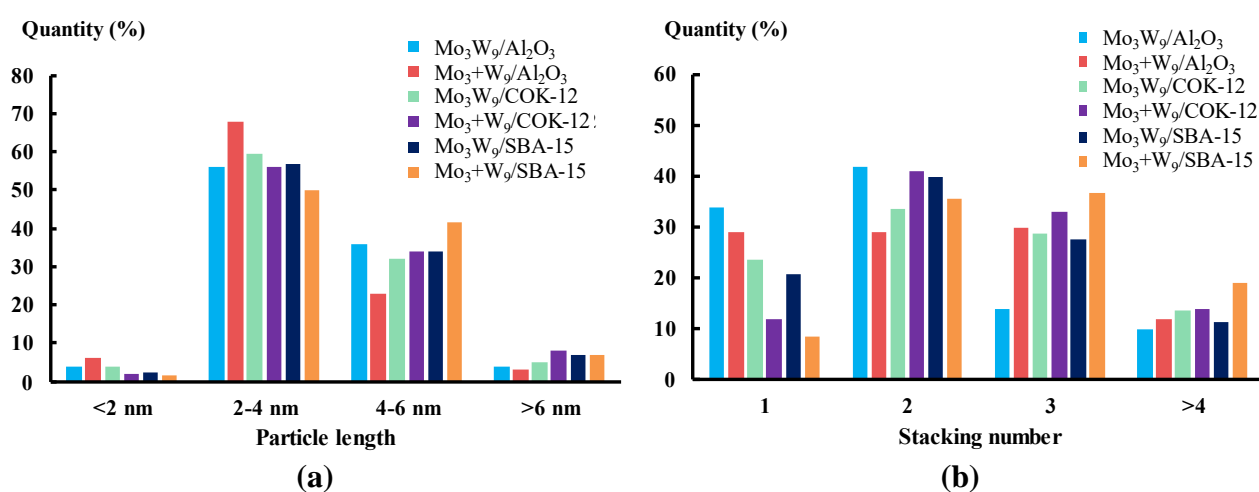 Quantity (%)
Mo₃W₉/Al₂O₃
Mo₃+W₉/Al₂O₃
Mo₃W₉/COK-12
Mo₃+W₉/COK-12
Mo₃W₉/SBA-15
Mo₃+W₉/SBA-15
80
70
60
50
40
30
20
10
0
<2 nm 2-4 nm 4-6 nm >6 nm
Particle length
(a)
Quantity (%)
Mo₃W₉/Al₂O₃
Mo₃+W₉/Al₂O₃
Mo₃W₉/COK-12
Mo₃+W₉/COK-12
Mo₃W₉/SBA-15
Mo₃+W₉/SBA-15
60
50
40
30
20
10
0
1 2 3 >4
Stacking number
(b)